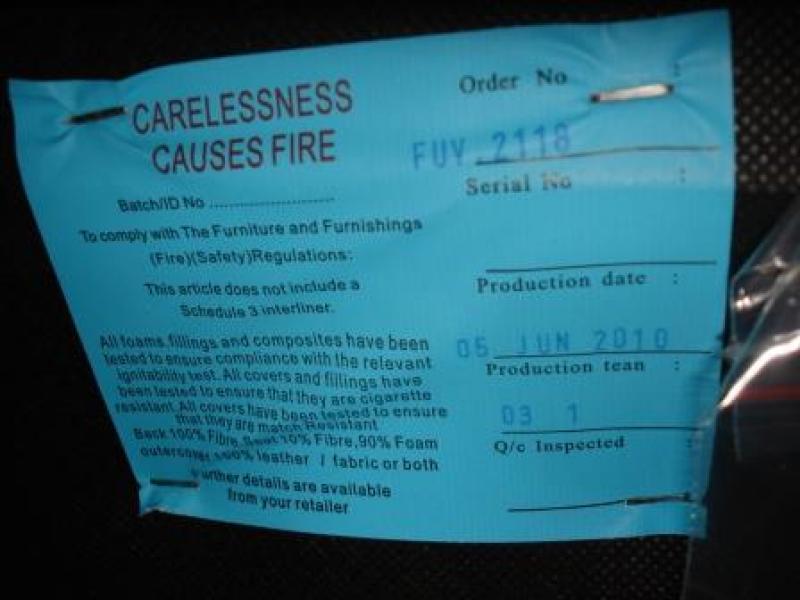 CARELESSNESS
CAUSES FIRE
Batch/ID No ........................
To comply with The Furniture and Furnishings
(Fire)(Safety)Regulations:
This article does not include a
Schedule 3 interliner.
All foams,fillings and composites have been
tested to ensure compliance with the relevant
ignitability test. All covers and fillings have
been tested to ensure that they are cigarette
resistant. All covers have been tested to ensure
that they are match Resistant
Back 100% Fibre, Seat 10% Fibre,90% Foam
100% leather / fabric or both
Further details are available
from your retailer
Order No :
FUY 2118
Serial No :
Production date :
05 JUN 2010
Production tean :
03 1
Q/c Inspected :